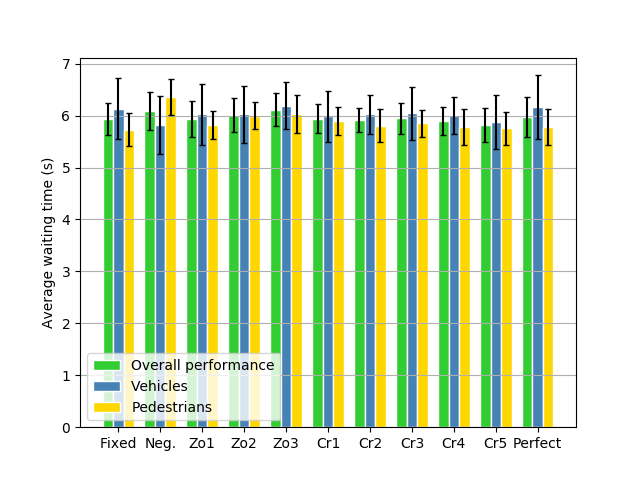 7
6
5
4
3
2
1
0
Average waiting time (s)
Overall performance
Vehicles
Pedestrians
Fixed Neg. Zo1 Zo2 Zo3 Cr1 Cr2 Cr3 Cr4 Cr5 Perfect